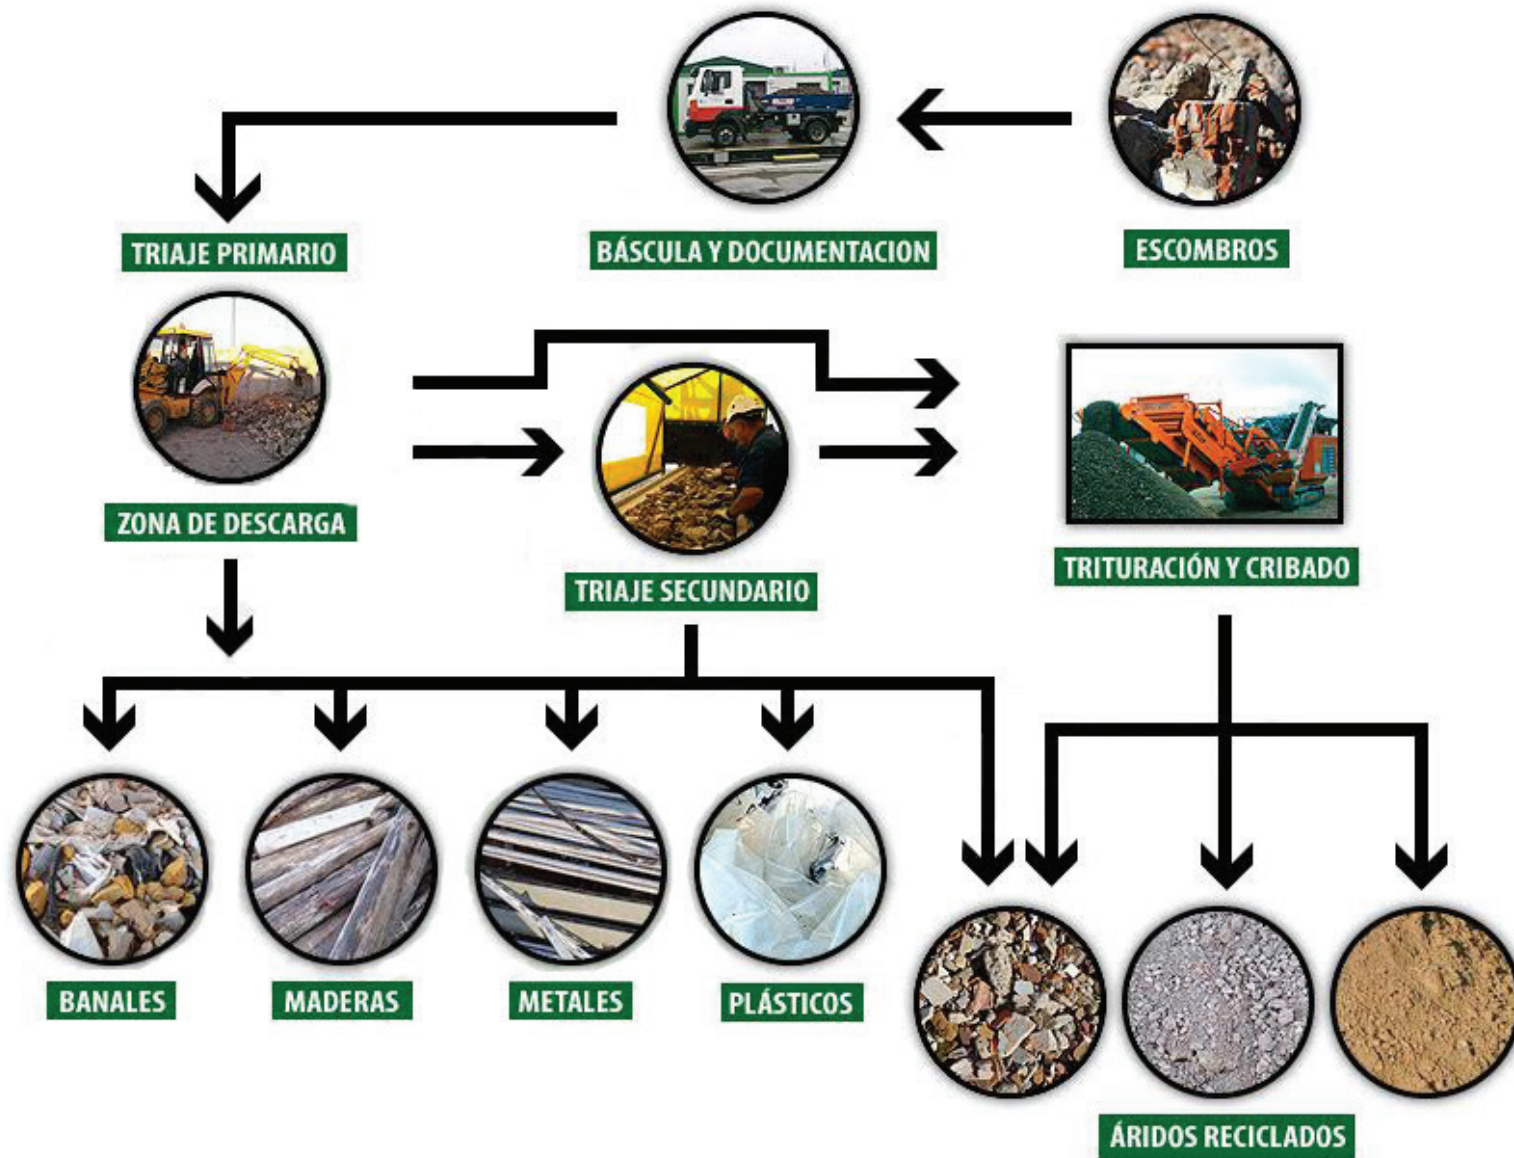 TRIAJE PRIMARIO
BÁSCULA Y DOCUMENTACION
ESCOMBROS
ZONA DE DESCARGA
TRIAJE SECUNDARIO
TRITURACIÓN Y CRIBADO
BANALES
MADERAS
METALES
PLÁSTICOS
ÁRIDOS RECICLADOS